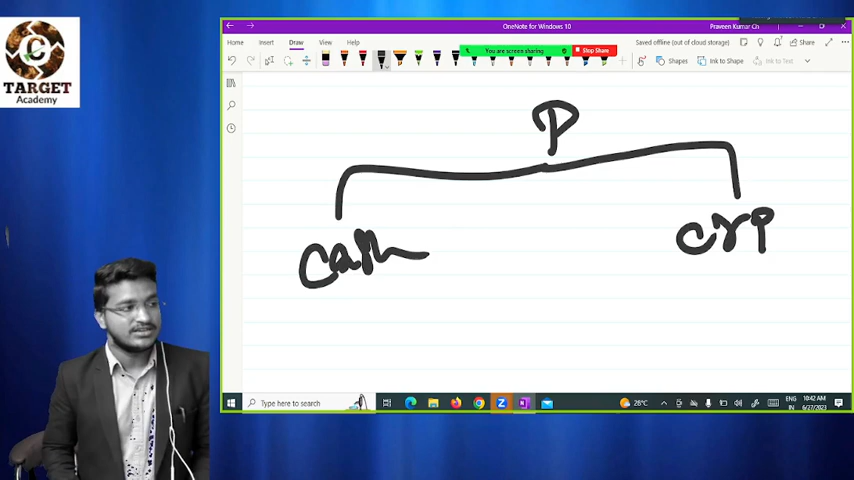 OneNote for Windows 10
Praveen Kumar Ch
Home Insert Draw View Help
You are screen sharing
Stop Share
Saved offline (out of cloud storage)
Share
Shapes
Ink to Shape
Ink to Text
C
TARGET
Academy
P
Cash
Cri
Type here to search
28°C
ENG
IN
10:42 AM
6/27/2023